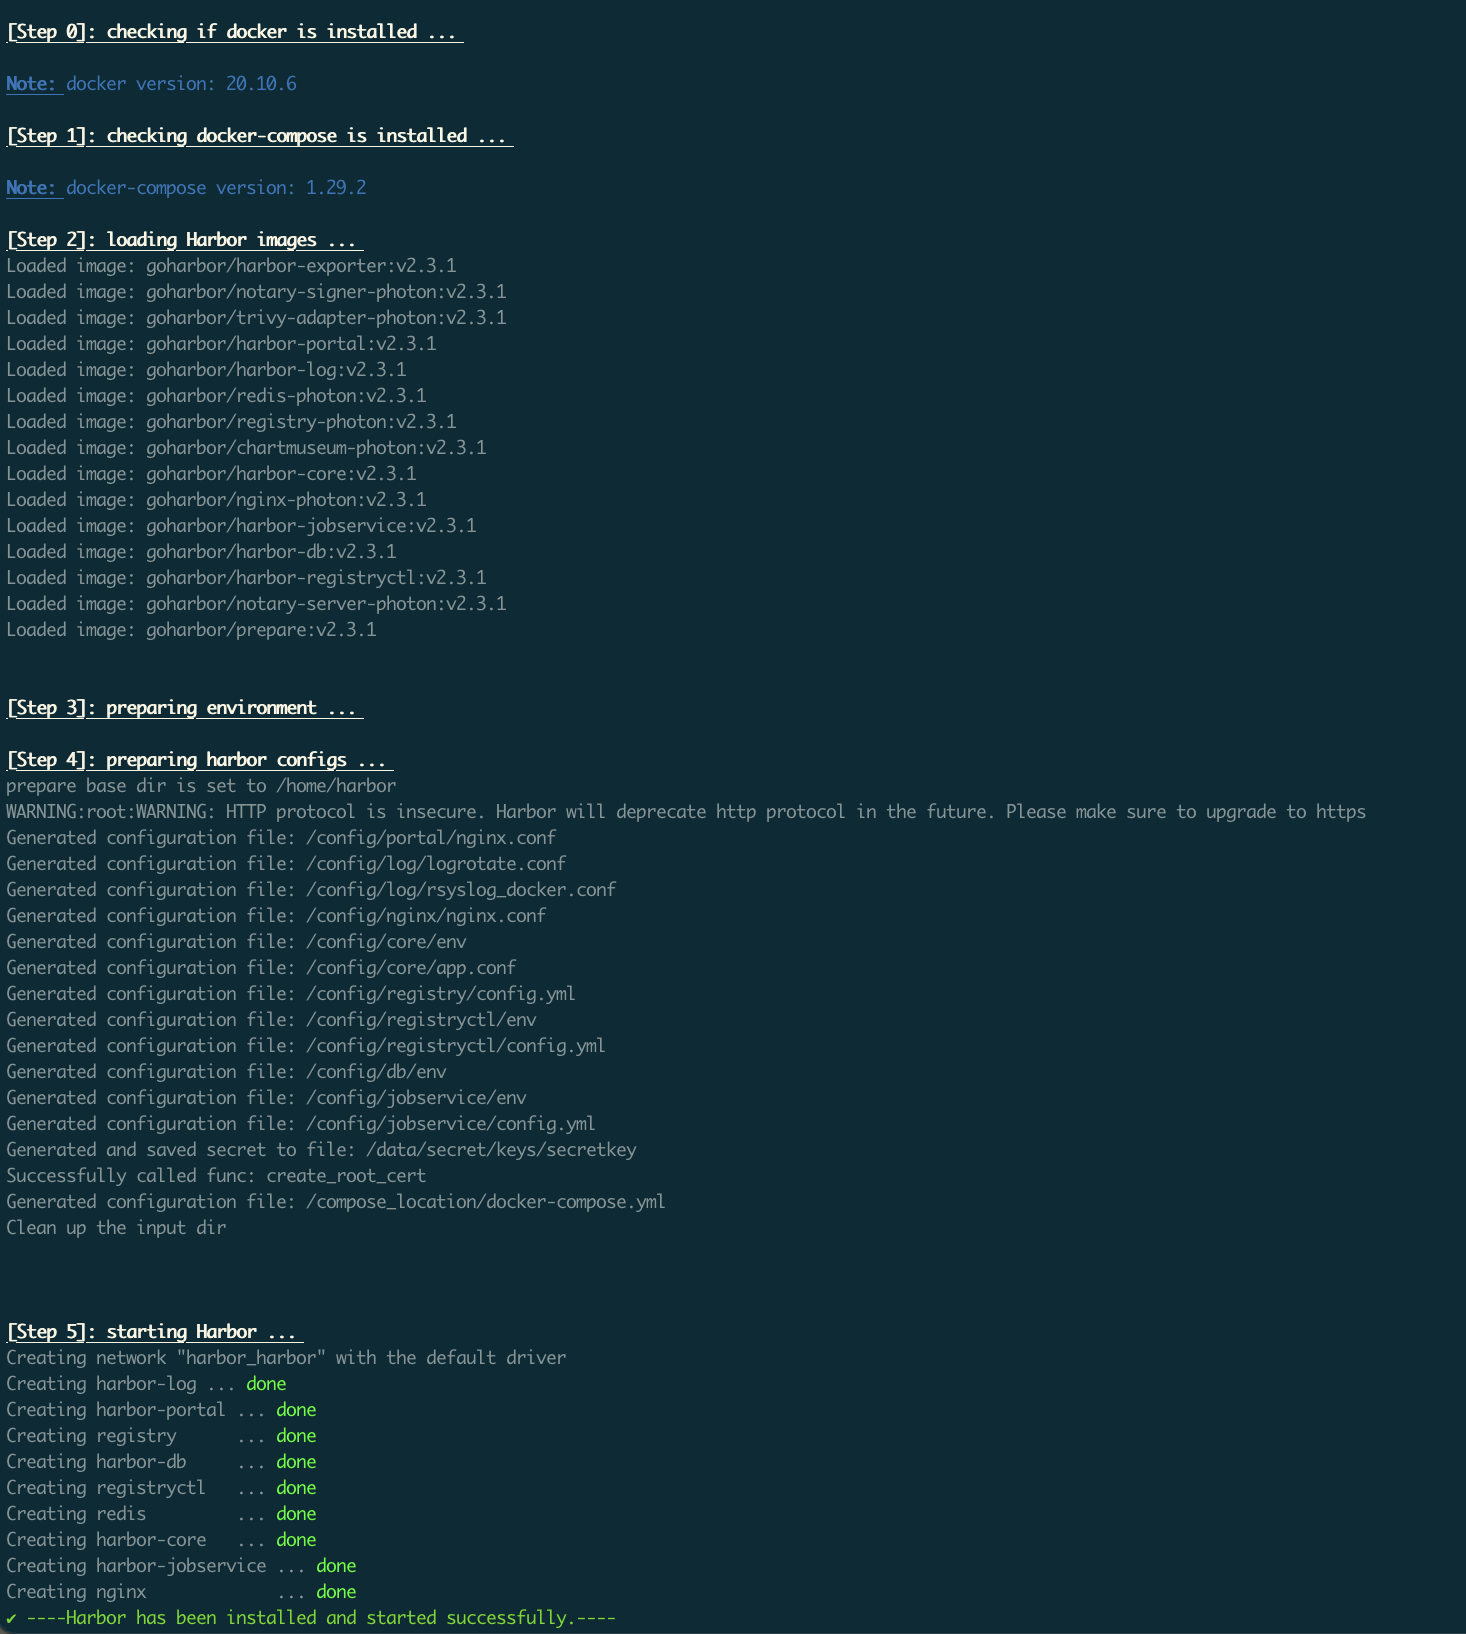 [Step 0]: checking if docker is installed ...
Note: docker version: 20.10.6
[Step 1]: checking docker-compose is installed ...
Note: docker-compose version: 1.29.2
[Step 2]: loading Harbor images ...
Loaded image: goharbor/harbor-exporter:v2.3.1
Loaded image: goharbor/notary-signer-photon:v2.3.1
Loaded image: goharbor/trivy-adapter-photon:v2.3.1
Loaded image: goharbor/harbor-portal:v2.3.1
Loaded image: goharbor/harbor-log:v2.3.1
Loaded image: goharbor/redis-photon:v2.3.1
Loaded image: goharbor/registry-photon:v2.3.1
Loaded image: goharbor/chartmuseum-photon:v2.3.1
Loaded image: goharbor/harbor-core:v2.3.1
Loaded image: goharbor/nginx-photon:v2.3.1
Loaded image: goharbor/harbor-jobservice:v2.3.1
Loaded image: goharbor/harbor-db:v2.3.1
Loaded image: goharbor/harbor-registryctl:v2.3.1
Loaded image: goharbor/notary-server-photon:v2.3.1
Loaded image: goharbor/prepare:v2.3.1
[Step 3]: preparing environment ...
[Step 4]: preparing harbor configs ...
prepare base dir is set to /home/harbor
WARNING:root:WARNING: HTTP protocol is insecure. Harbor will deprecate http protocol in the future. Please make sure to upgrade to https
Generated configuration file: /config/portal/nginx.conf
Generated configuration file: /config/log/logrotate.conf
Generated configuration file: /config/log/rsyslog_docker.conf
Generated configuration file: /config/nginx/nginx.conf
Generated configuration file: /config/core/env
Generated configuration file: /config/core/app.conf
Generated configuration file: /config/registry/config.yml
Generated configuration file: /config/registryctl/env
Generated configuration file: /config/registryctl/config.yml
Generated configuration file: /config/db/env
Generated configuration file: /config/jobservice/env
Generated configuration file: /config/jobservice/config.yml
Generated and saved secret to file: /data/secret/keys/secretkey
Successfully called func: create_root_cert
Generated configuration file: /compose_location/docker-compose.yml
Clean up the input dir
[Step 5]: starting Harbor ...
Creating network "harbor_harbor" with the default driver
Creating harbor-log ... done
Creating harbor-portal ... done
Creating registry      ... done
Creating harbor-db     ... done
Creating registryctl   ... done
Creating redis         ... done
Creating harbor-core   ... done
Creating harbor-jobservice ... done
Creating nginx             ... done
✔ ----Harbor has been installed and started successfully.----